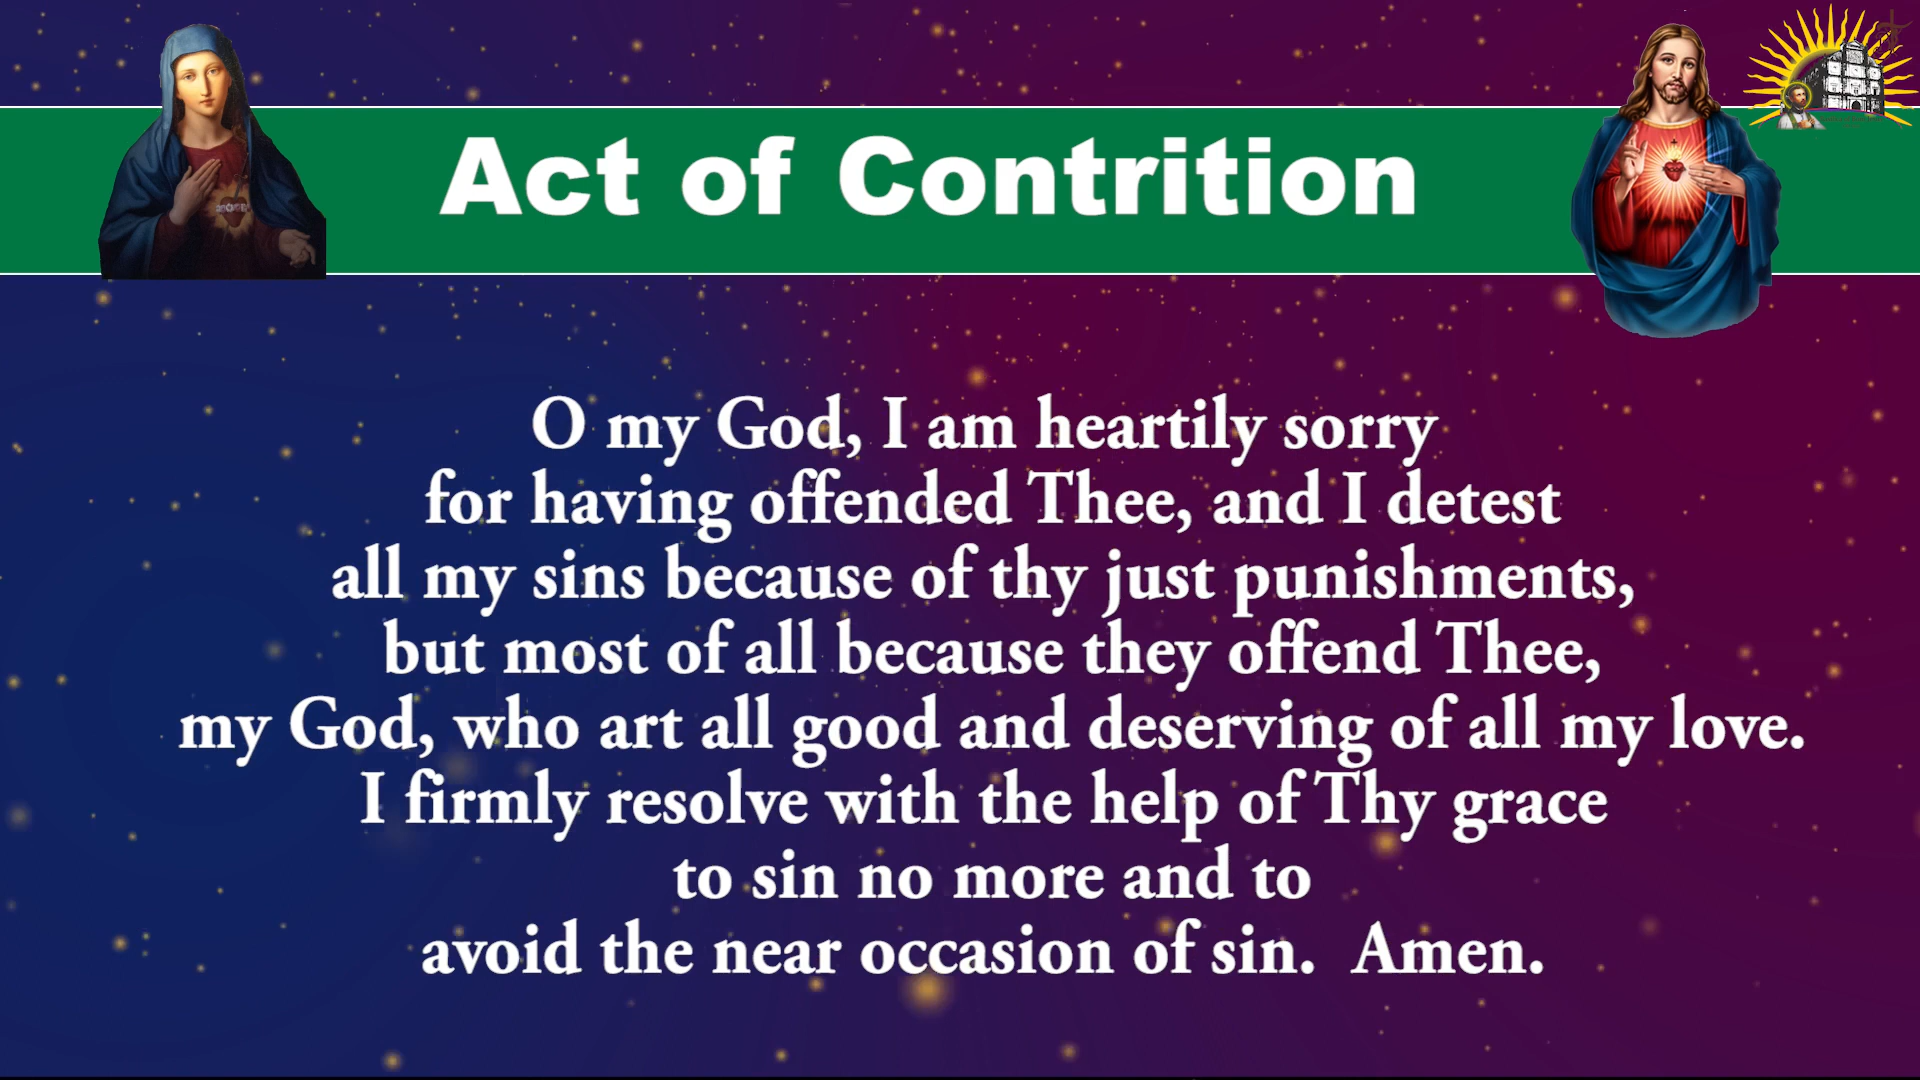 Act of Contrition
O my God, I am heartily sorry
for having offended Thee, and I detest
all my sins because of thy just punishments,
but most of all because they offend Thee,
my God, who art all good and deserving of all my love.
I firmly resolve with the help of Thy grace
to sin no more and to
avoid the near occasion of sin.  Amen.